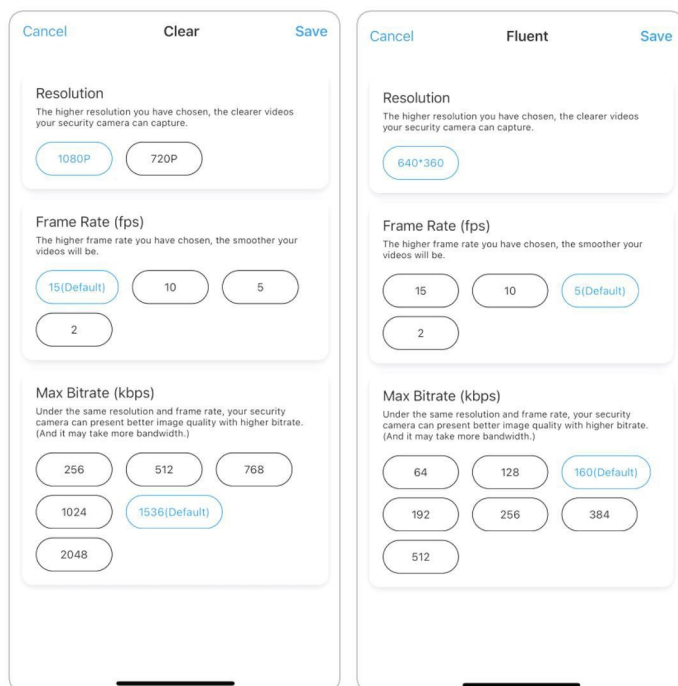 Cancel Clear Save
Resolution
The higher resolution you have chosen, the clearer videos
your security camera can capture.
1080P 720P
Frame Rate (fps)
The higher frame rate you have chosen, the smoother your
videos will be.
15(Default) 10 5
2
Max Bitrate (kbps)
Under the same resolution and frame rate, your security
camera can present better image quality with higher bitrate.
(And it may take more bandwidth.)
256 512 768
1024 1536(Default)
2048
Cancel Fluent Save
Resolution
The higher resolution you have chosen, the clearer videos
your security camera can capture.
640*360
Frame Rate (fps)
The higher frame rate you have chosen, the smoother your
videos will be.
15 10 5(Default)
2
Max Bitrate (kbps)
Under the same resolution and frame rate, your security
camera can present better image quality with higher bitrate.
(And it may take more bandwidth.)
64 128 160(Default)
192 256 384
512